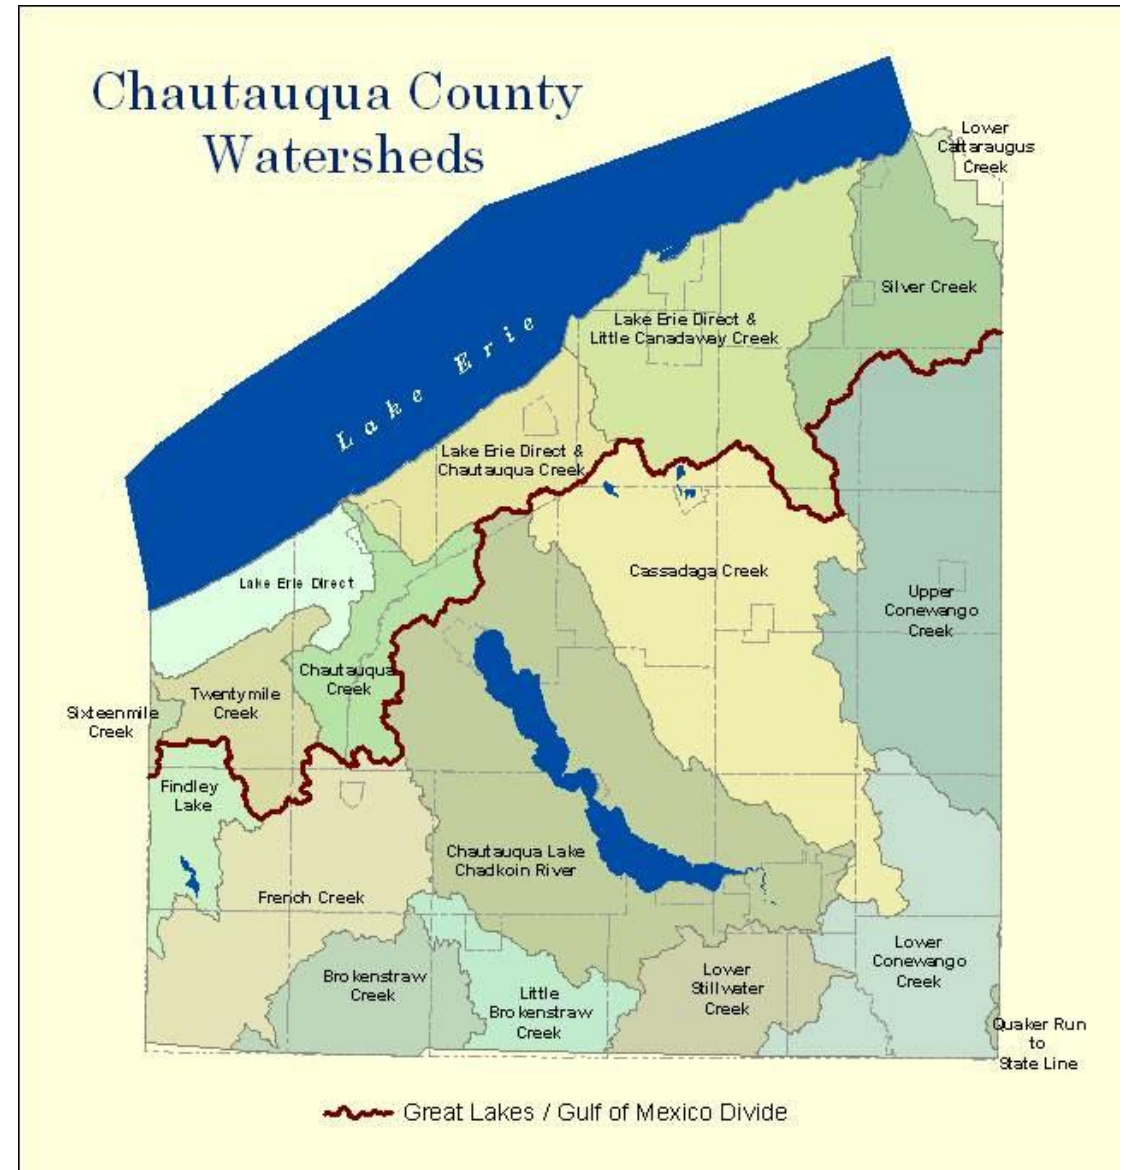 Chautauqua County
Watersheds
Lower
Cattaraugus
Creek
Silver Creek
Lake Erie Direct &
Little Canadaway Creek
Lake Erie
Lake Erie Direct &
Chautauqua Creek
Cassadaga Creek
Lake Erie Direct
Upper
Conewango
Creek
Chautauqua
Creek
Twentymile
Creek
Sixteenmile
Creek
Findley
Lake
Chautauqua Lake
Chadkoin River
French Creek
Lower
Conewango
Creek
Brokenstraw
Creek
Lower
Stillwater
Creek
Little
Brokenstraw
Creek
Quaker Run
to
State Line
Great Lakes / Gulf of Mexico Divide